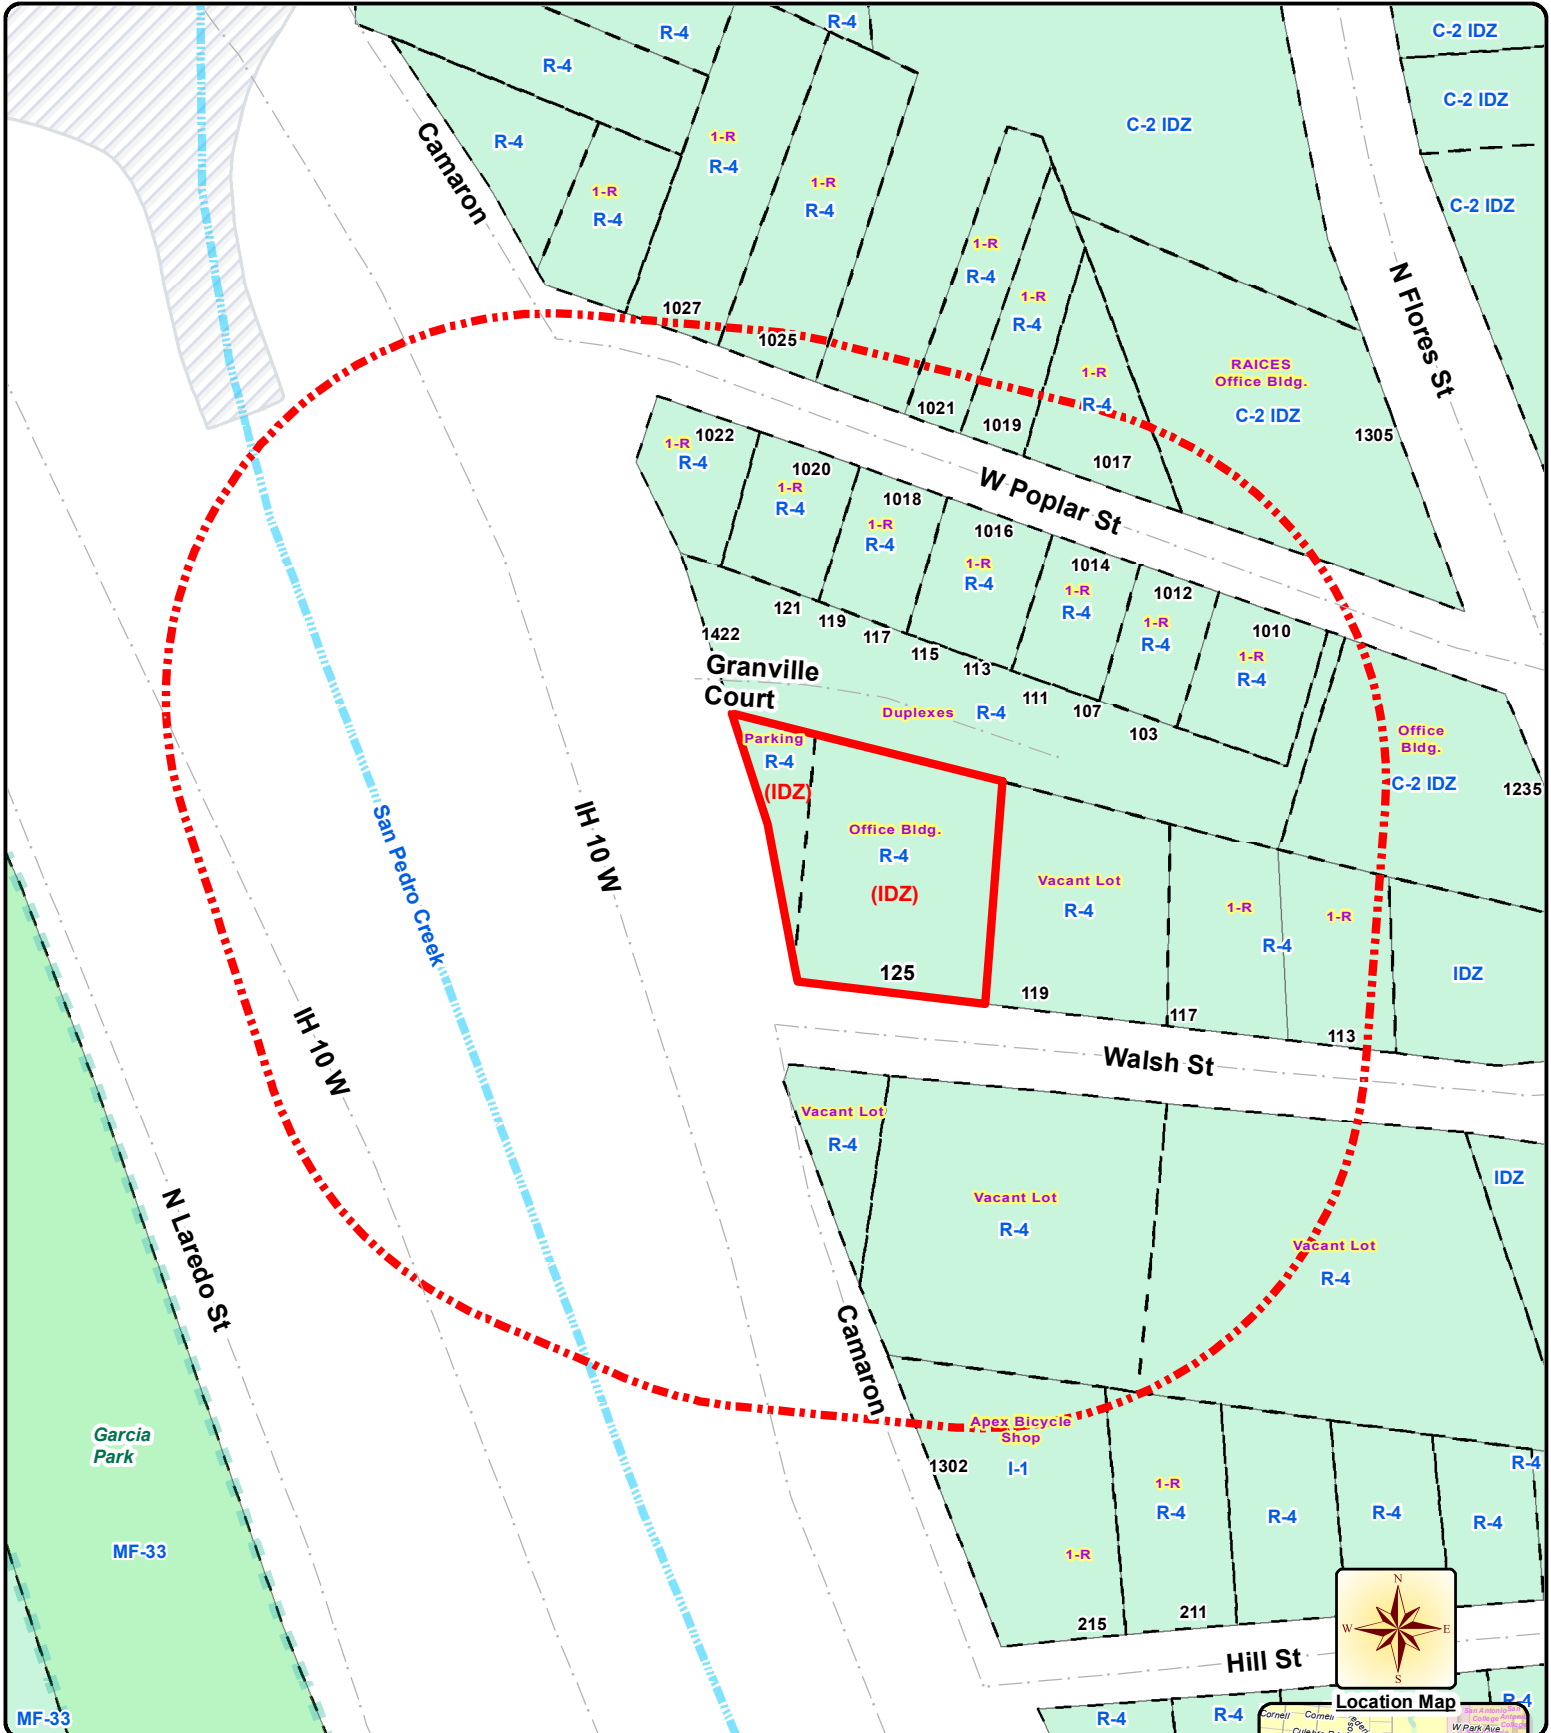 R-4
R-4
C-2 IDZ
R-4
C-2 IDZ
C-2 IDZ
Camaron
R-4
1-R
R-4
1-R
R-4
1-R
R-4
C-2 IDZ
1-R
R-4
N Flores St
1-R
R-4
1027
1025
RAICES
Office Bldg.
C-2 IDZ
1-R
R-4
1021
1019
1305
1017
1-R
1022
R-4
1020
1-R
R-4
W Poplar St
1018
1-R
R-4
1016
1-R
R-4
1014
1-R
R-4
1012
1-R
R-4
1010
1-R
R-4
121
119
117
1422
115
113
111
107
103
Granville
Court
Duplexes
R-4
Office
Bldg.
C-2 IDZ
1235
Parking
R-4
(IDZ)
Office Bldg.
R-4
(IDZ)
125
San Pedro Creek
IH 10 W
Vacant Lot
R-4
1-R
1-R
R-4
IDZ
119
117
113
IH 10 W
Walsh St
Vacant Lot
R-4
Vacant Lot
R-4
IDZ
Vacant Lot
R-4
N Laredo St
Camaron
Garcia
Park
MF-33
Apex Bicycle
Shop
1302
I-1
R-4
1-R
R-4
R-4
R-4
R-4
1-R
215
211
N
W
E
S
Hill St
MF-33
R-4
R-4
R-4
Location Map
Cornell
Cornell
San Antonio
College
W Park Ave